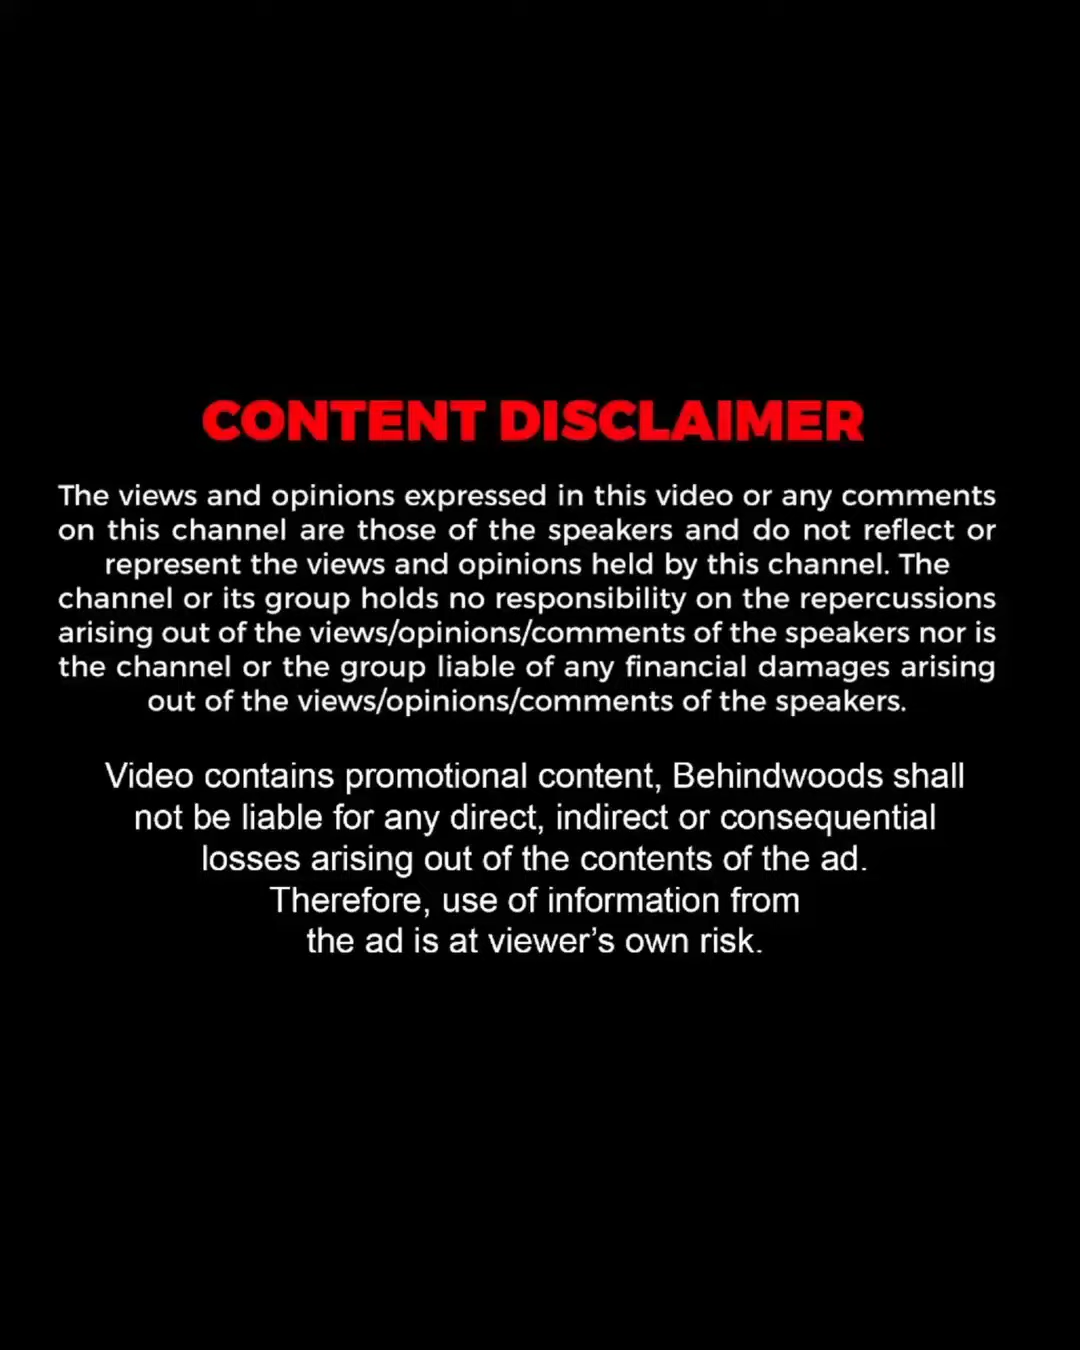 CONTENT DISCLAIMER
The views and opinions expressed in this video or any comments
on this channel are those of the speakers and do not reflect or
represent the views and opinions held by this channel. The
channel or its group holds no responsibility on the repercussions
arising out of the views/opinions/comments of the speakers nor is
the channel or the group liable of any financial damages arising
out of the views/opinions/comments of the speakers.
Video contains promotional content, Behindwoods shall
not be liable for any direct, indirect or consequential
losses arising out of the contents of the ad.
Therefore, use of information from
the ad is at viewer’s own risk.